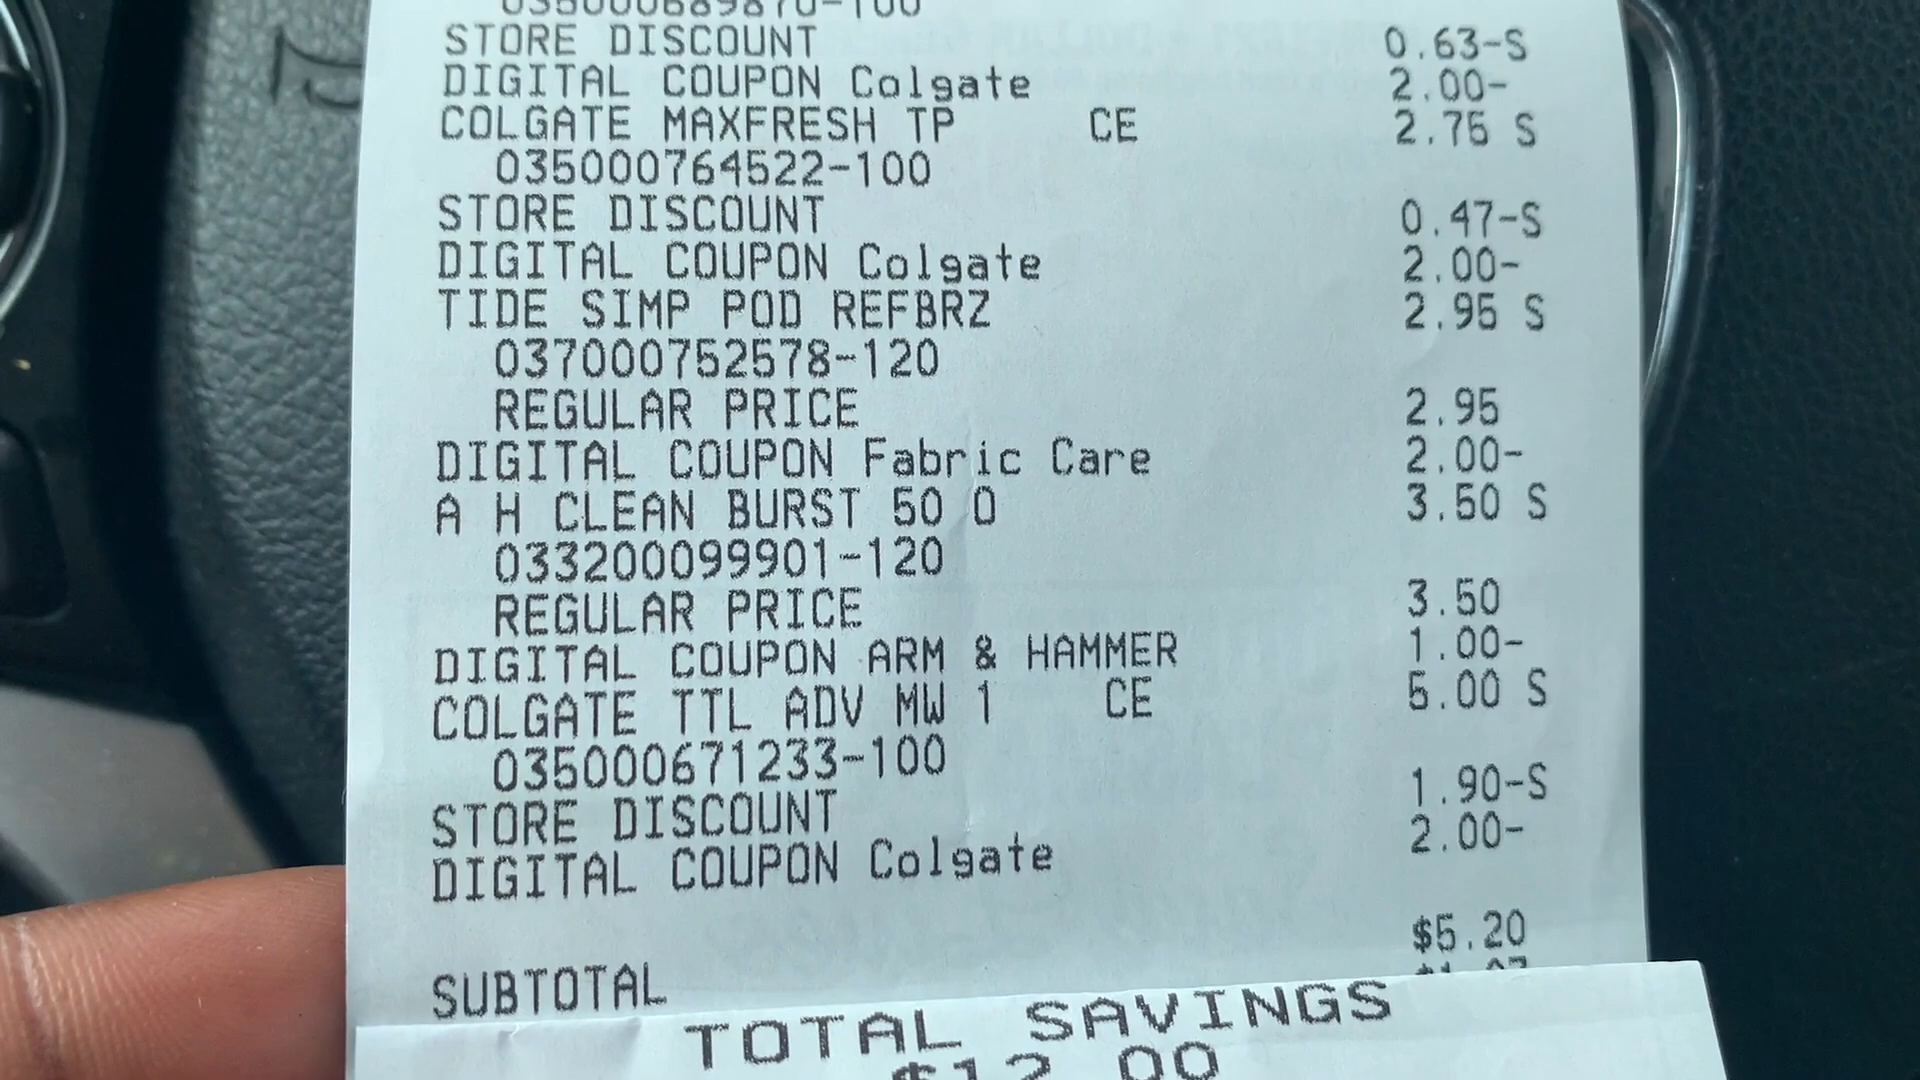 035000689870-100
STORE DISCOUNT 0.63-S
DIGITAL COUPON Colgate 2.00-
COLGATE MAXFRESH TP CE 2.75 S
035000764522-100
STORE DISCOUNT 0.47-S
DIGITAL COUPON Colgate 2.00-
TIDE SIMP POD REFBRZ 2.95 S
037000752578-120
REGULAR PRICE 2.95
DIGITAL COUPON Fabric Care 2.00-
A H CLEAN BURST 50 O 3.50 S
033200099901-120
REGULAR PRICE 3.50
DIGITAL COUPON ARM & HAMMER 1.00-
COLGATE TTL ADV MW 1 CE 5.00 S
035000671233-100
STORE DISCOUNT 1.90-S
DIGITAL COUPON Colgate 2.00-
SUBTOTAL $5.20
TOTAL SAVINGS
$12.00